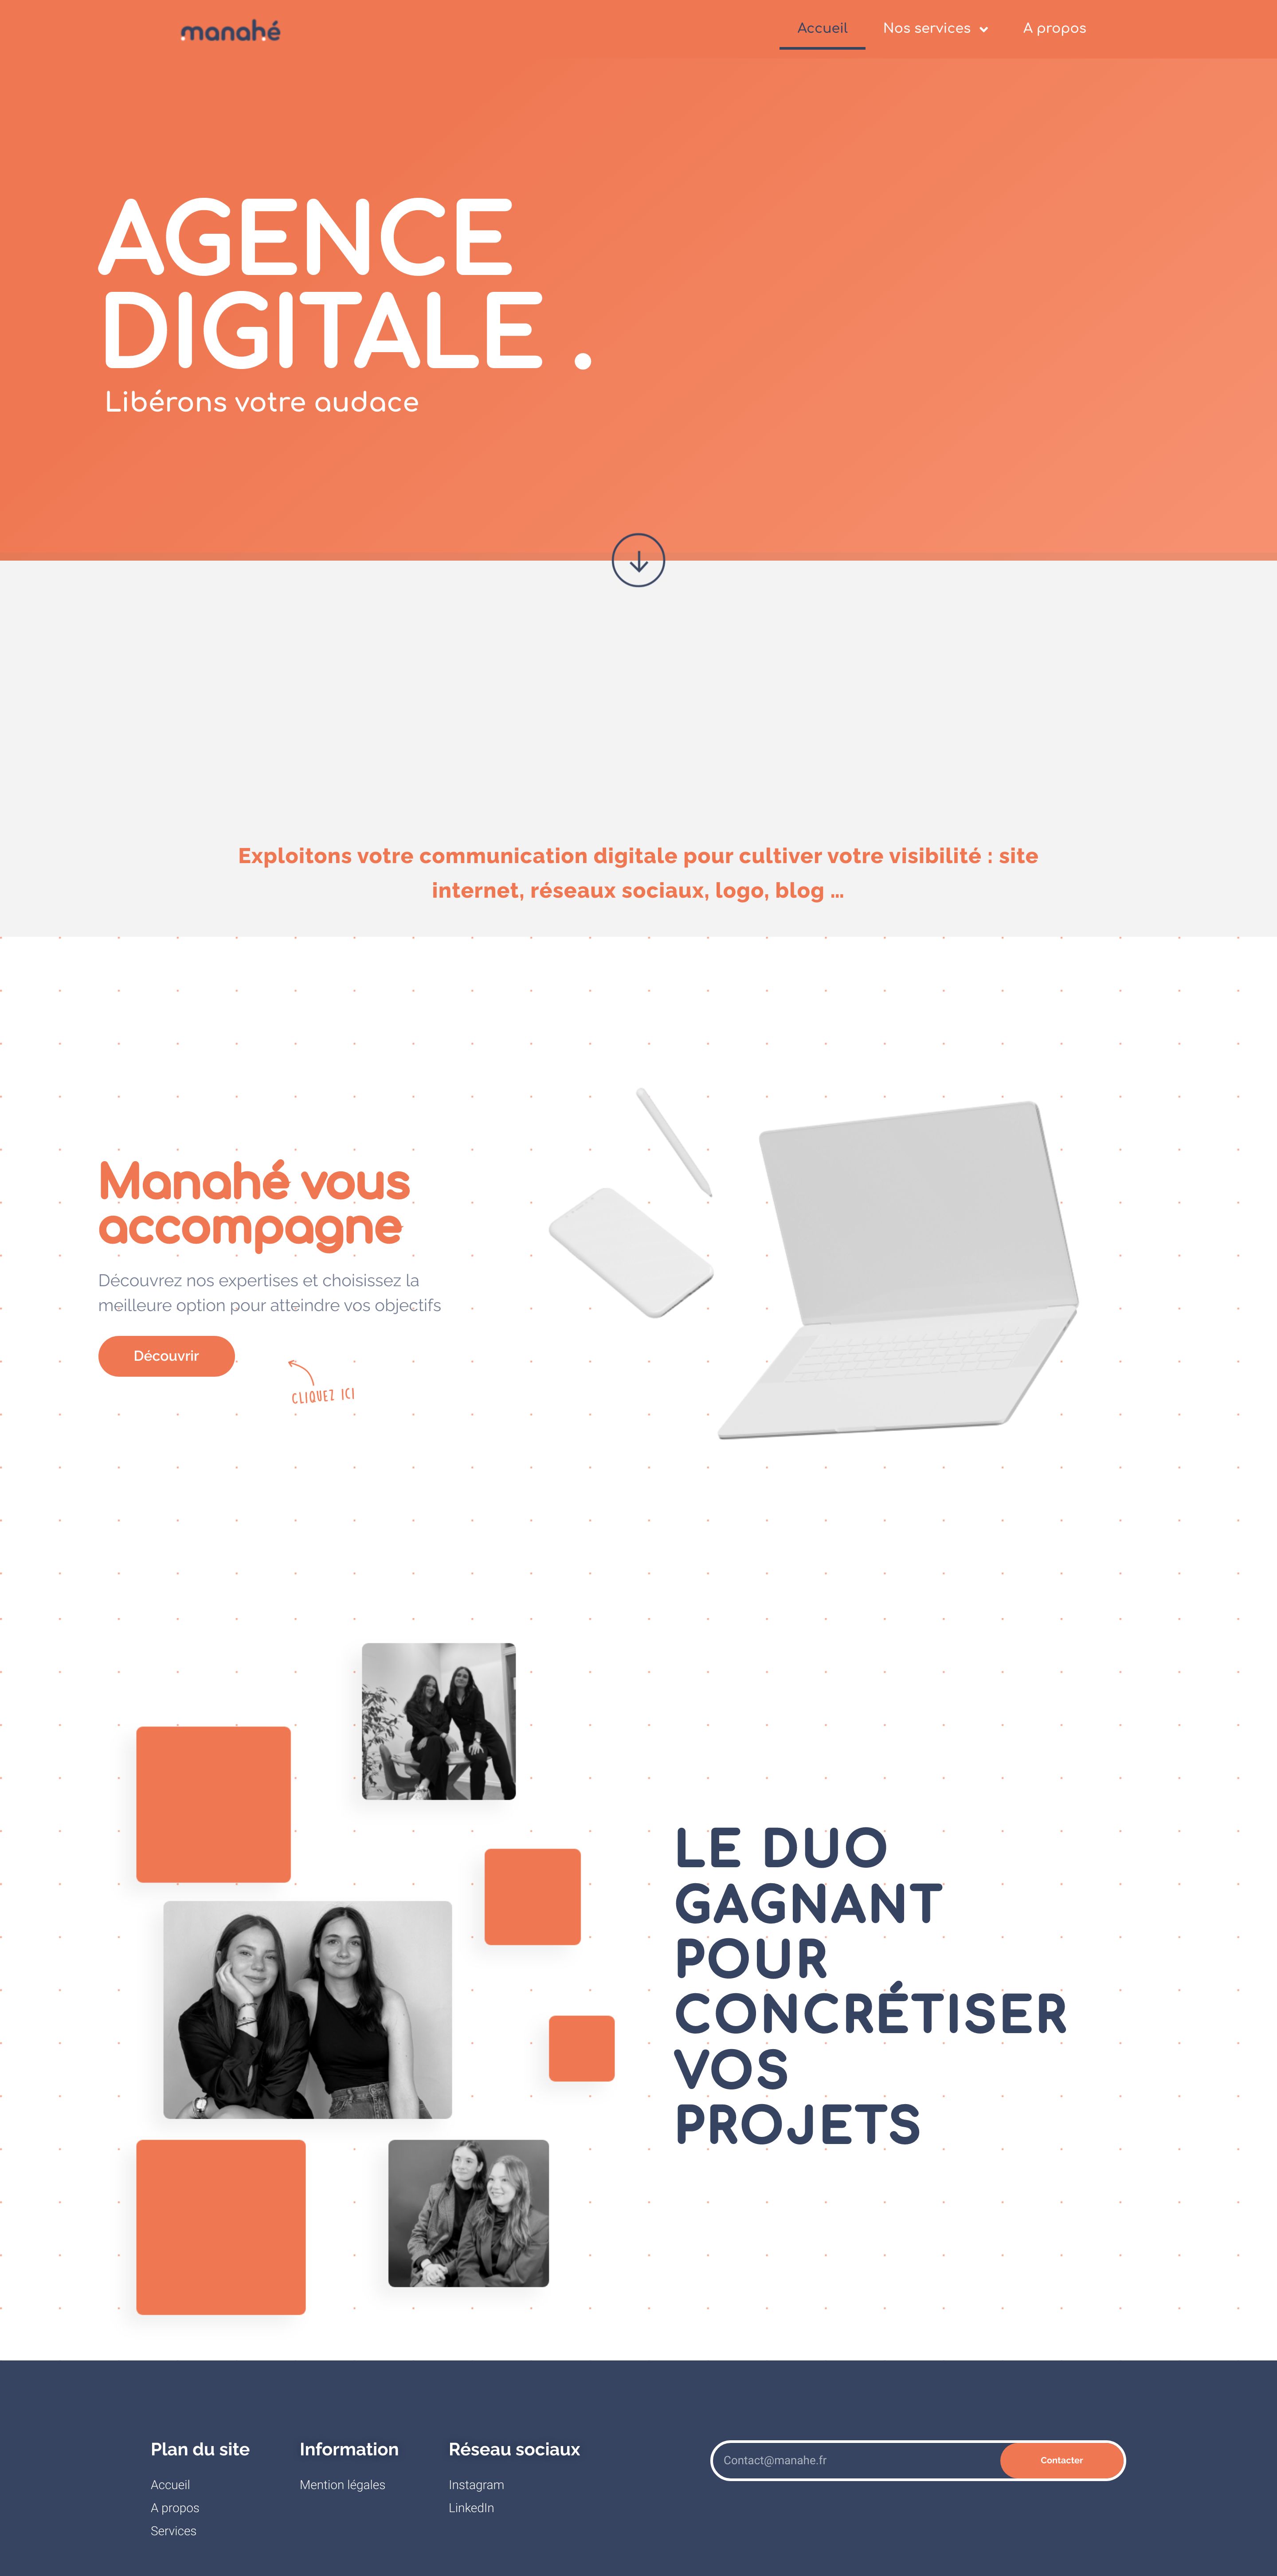 manahé
Accueil
Nos services
A propos
AGENCE
DIGITALE .
Libérons votre audace
Exploitons votre communication digitale pour cultiver votre visibilité : site
internet, réseaux sociaux, logo, blog ...
Manahé vous
accompagne
Découvrez nos expertises et choisissez la
meilleure option pour atteindre vos objectifs
Découvrir
CLIQUEZ ICI
LE DUO
GAGNANT
POUR
CONCRÉTISER
VOS
PROJETS
Plan du site
Accueil
A propos
Services
Information
Mention légales
Réseau sociaux
Instagram
LinkedIn
Contact@manahe.fr
Contacter